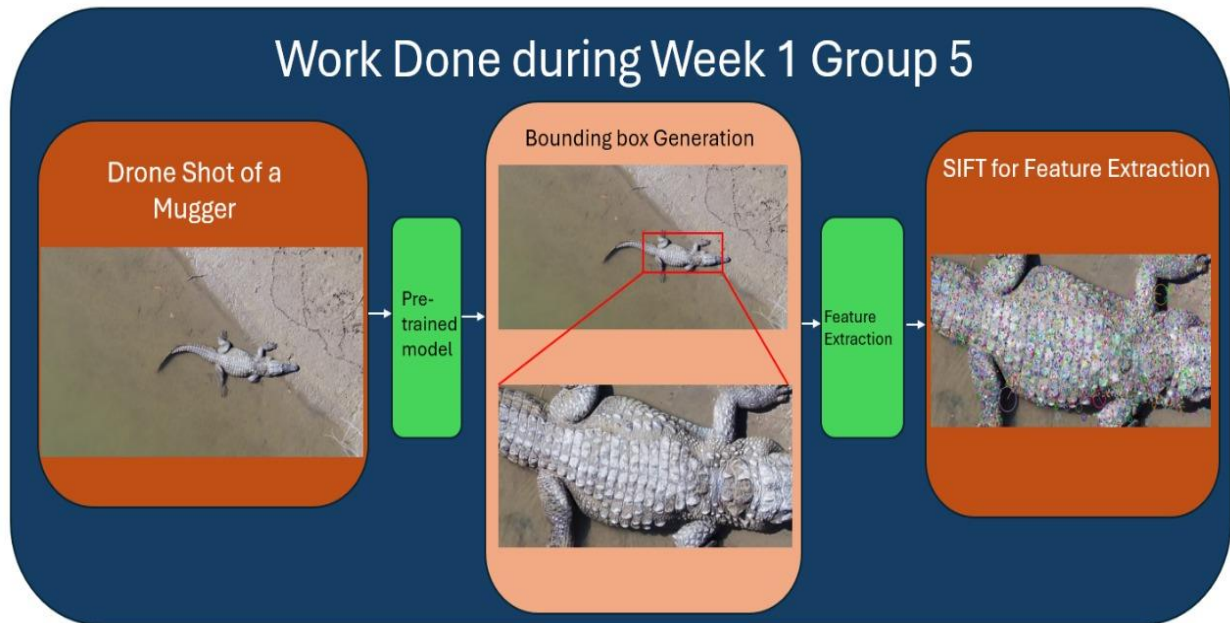 Work Done during Week 1 Group 5
Drone Shot of a
Mugger
Pre-
trained
model
Bounding box Generation
Feature
Extraction
SIFT for Feature Extraction